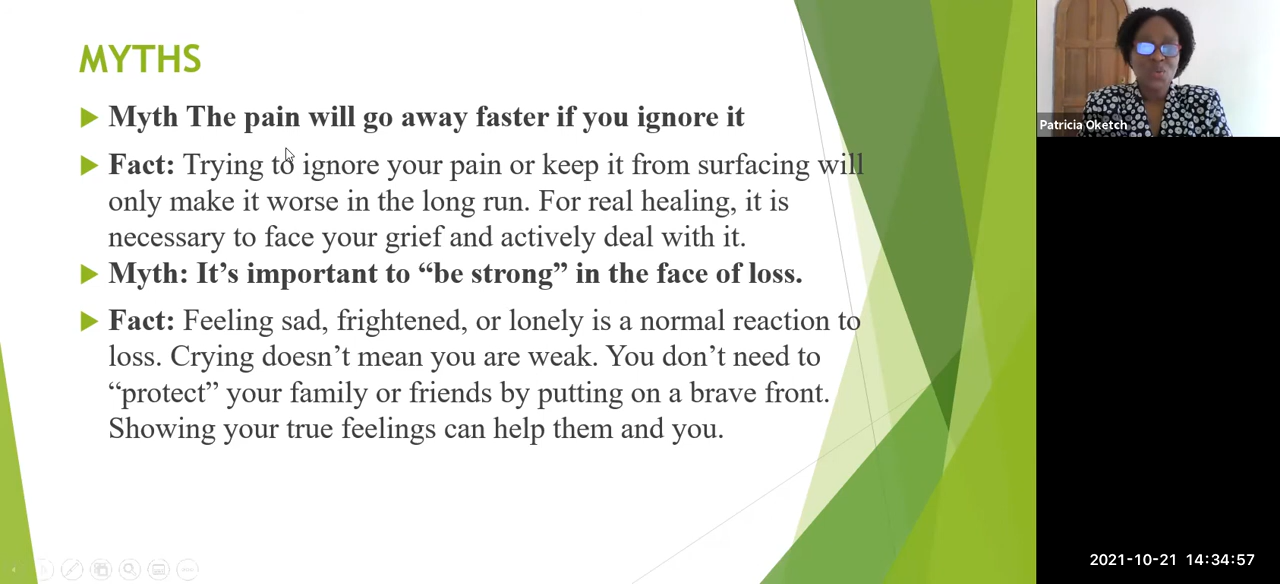 MYTHS
Myth The pain will go away faster if you ignore it
Fact: Trying to ignore your pain or keep it from surfacing will
only make it worse in the long run. For real healing, it is
necessary to face your grief and actively deal with it.
Myth: It’s important to “be strong” in the face of loss.
Fact: Feeling sad, frightened, or lonely is a normal reaction to
loss. Crying doesn’t mean you are weak. You don’t need to
“protect” your family or friends by putting on a brave front.
Showing your true feelings can help them and you.
Patricia Oketch
2021-10-21 14:34:57